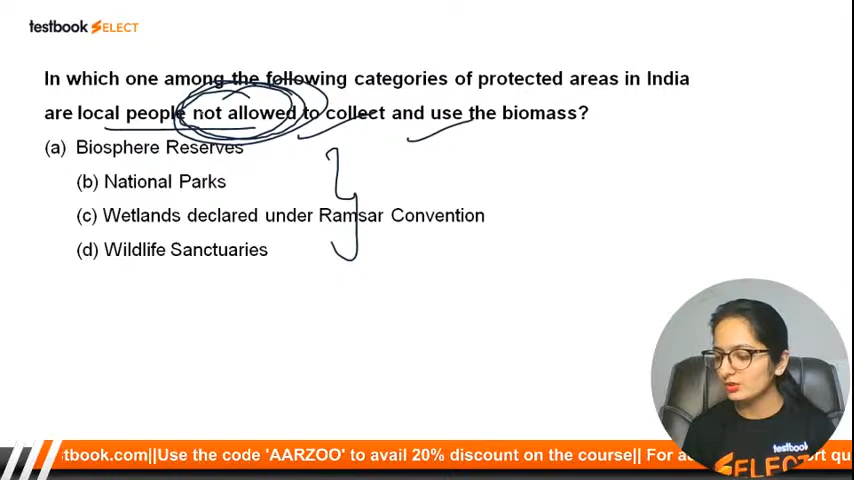 testbook SELECT
In which one among the following categories of protected areas in India
are local people not allowed to collect and use the biomass?
(a) Biosphere Reserves
(b) National Parks
(c) Wetlands declared under Ramsar Convention
(d) Wildlife Sanctuaries
testbook
SELECT
tbook.com||Use the code 'AARZOO' to avail 20% discount on the course|| For a